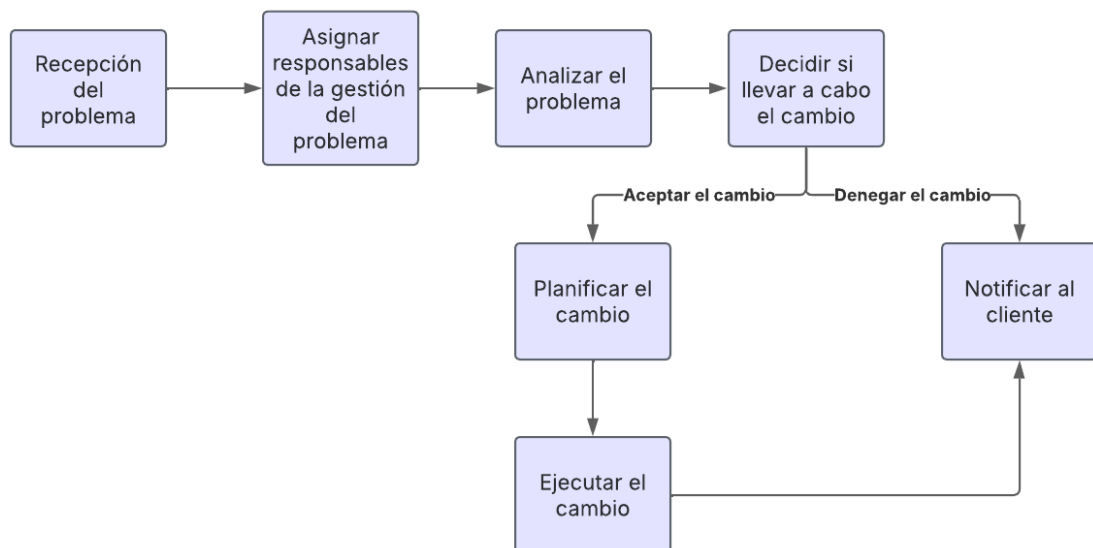 Recepción
del
problema
Asignar
responsables
de la gestión
del
problema
Analizar el
problema
Decidir si
llevar a cabo
el cambio
Aceptar el cambio
Denegar el cambio
Planificar el
cambio
Notificar al
cliente
Ejecutar el
cambio